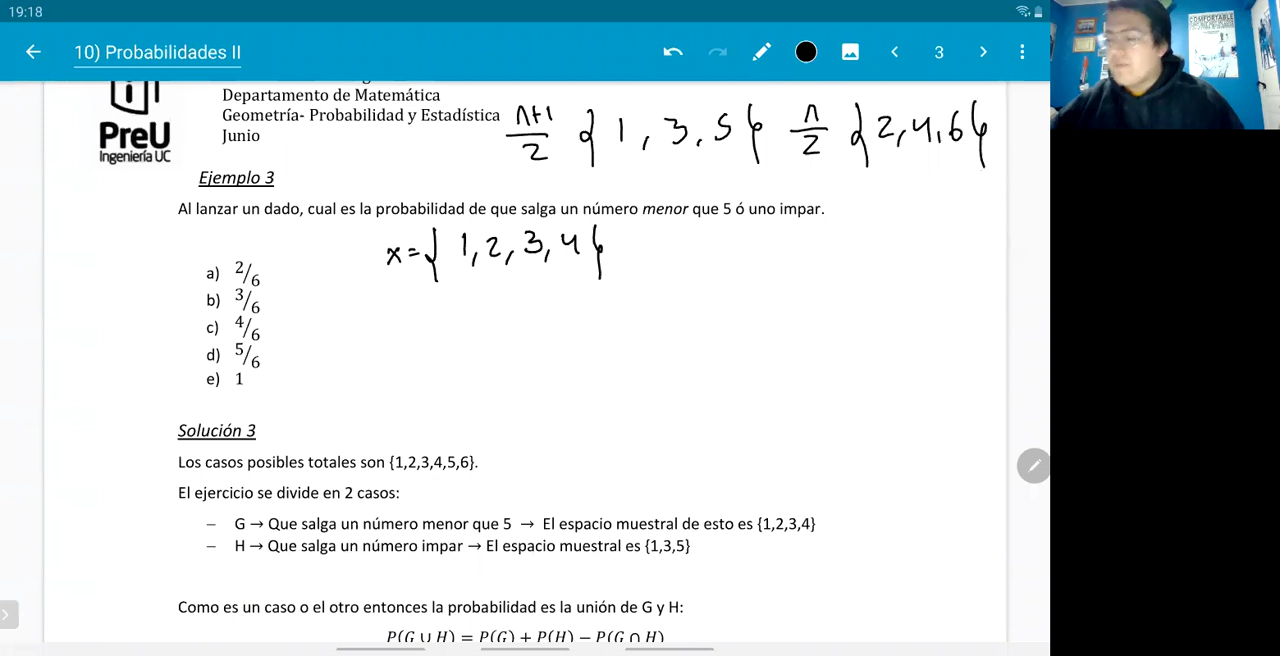 19:18
10) Probabilidades II
3
PreU
Ingeniería UC
Departamento de Matemática
Geometría- Probabilidad y Estadística
Junio
n+1/2 {1, 3, 5} n/2 {2, 4, 6}
Ejemplo 3
Al lanzar un dado, cual es la probabilidad de que salga un número menor que 5 ó uno impar.
x={ 1, 2, 3, 4 }
a) 2/6
b) 3/6
c) 4/6
d) 5/6
e) 1
Solución 3
Los casos posibles totales son {1,2,3,4,5,6}.
El ejercicio se divide en 2 casos:
– G → Que salga un número menor que 5 → El espacio muestral de esto es {1,2,3,4}
– H → Que salga un número impar → El espacio muestral es {1,3,5}
Como es un caso o el otro entonces la probabilidad es la unión de G y H:
P(G ∪ H) = P(G) + P(H) − P(G ∩ H)
COMFORTABLE